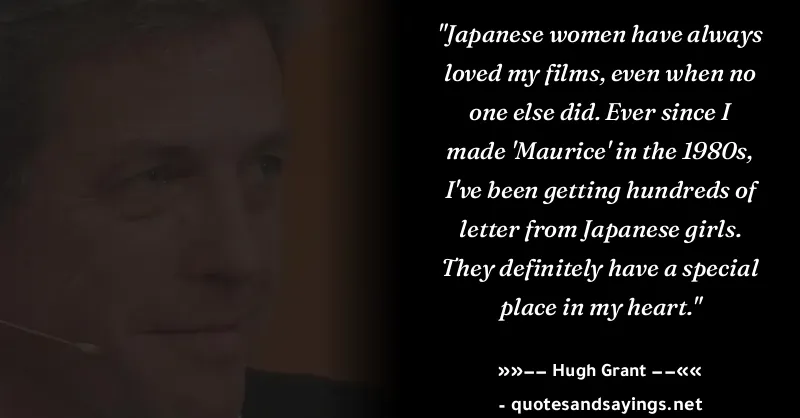 "Japanese women have always
loved my films, even when no
one else did. Ever since I
made 'Maurice' in the 1980s,
I've been getting hundreds of
letter from Japanese girls.
They definitely have a special
place in my heart."
»»−− Hugh Grant −−««
- quotesandsayings.net